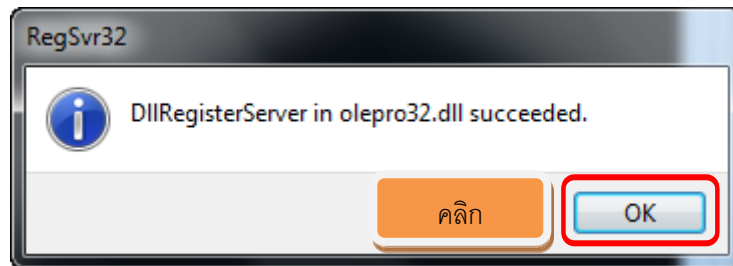 RegSvr32
DllRegisterServer in olepro32.dll succeeded.
คลิก
OK